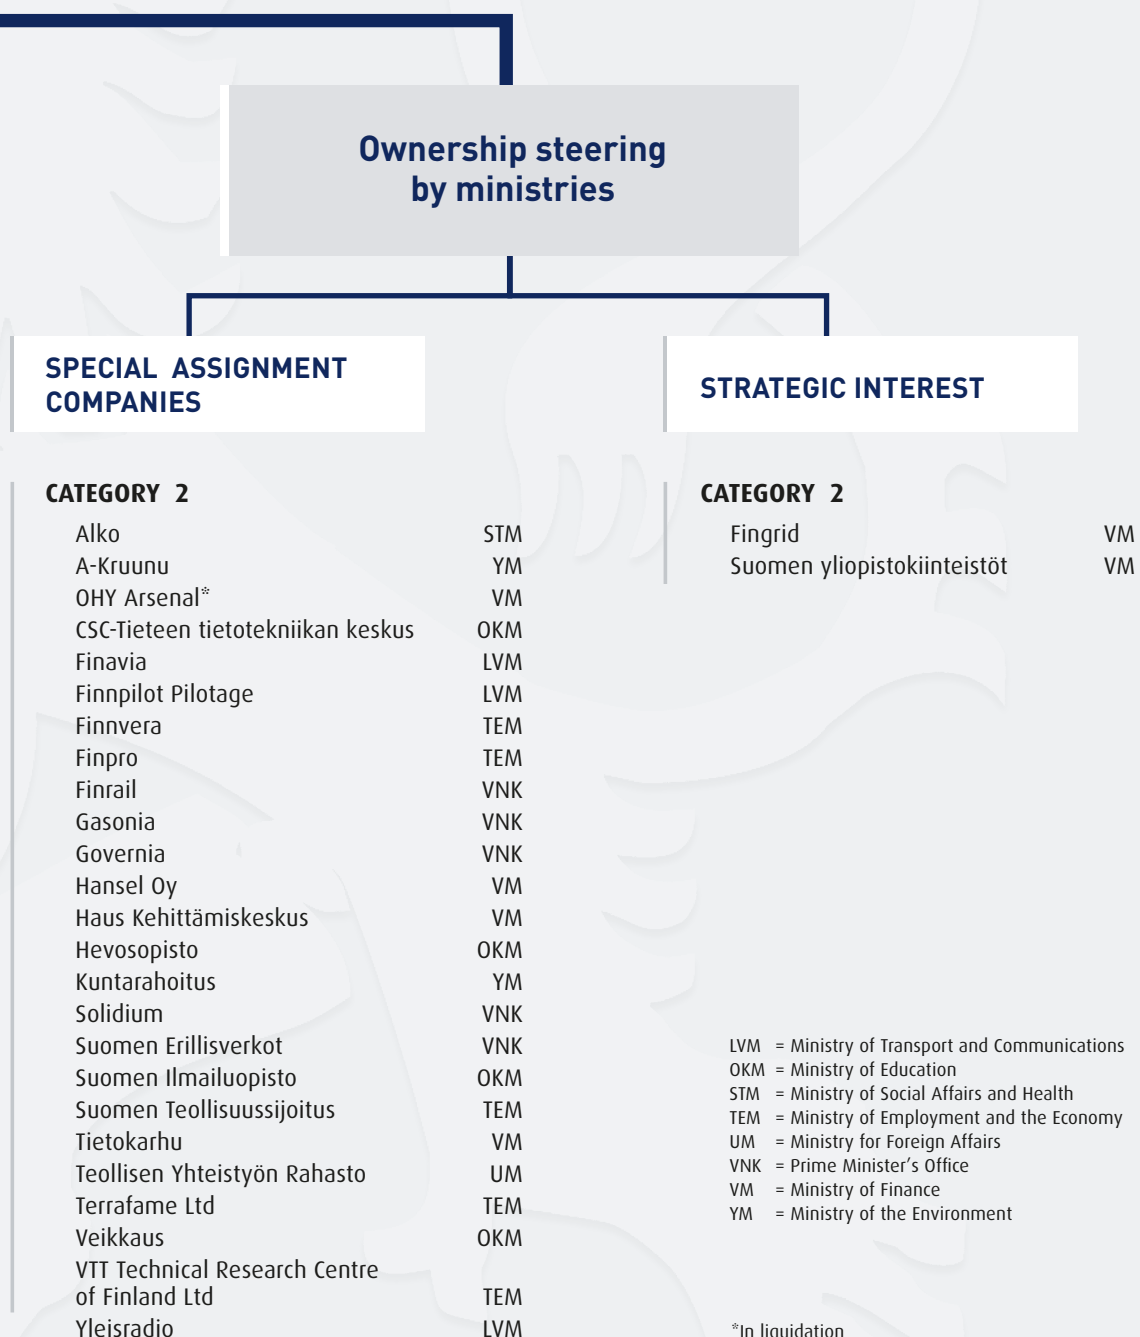 Ownership steering
by ministries
SPECIAL ASSIGNMENT
COMPANIES
CATEGORY 2
Alko STM
A-Kruunu YM
OHY Arsenal* VM
CSC-Tieteen tietotekniikan keskus OKM
Finavia LVM
Finnpilot Pilotage LVM
Finnvera TEM
Finpro TEM
Finrail VNK
Gasonia VNK
Governia VNK
Hansel Oy VM
Haus Kehittämiskeskus VM
Hevosopisto OKM
Kuntarahoitus YM
Solidium VNK
Suomen Erillisverkot VNK
Suomen Ilmailuopisto OKM
Suomen Teollisuussijoitus TEM
Tietokarhu VM
Teollisen Yhteistyön Rahasto UM
Terrafame Ltd TEM
Veikkaus OKM
VTT Technical Research Centre
of Finland Ltd TEM
Yleisradio LVM
STRATEGIC INTEREST
CATEGORY 2
Fingrid VM
Suomen yliopistokiinteistöt VM
LVM = Ministry of Transport and Communications
OKM = Ministry of Education
STM = Ministry of Social Affairs and Health
TEM = Ministry of Employment and the Economy
UM = Ministry for Foreign Affairs
VNK = Prime Minister's Office
VM = Ministry of Finance
YM = Ministry of the Environment
*In liquidation